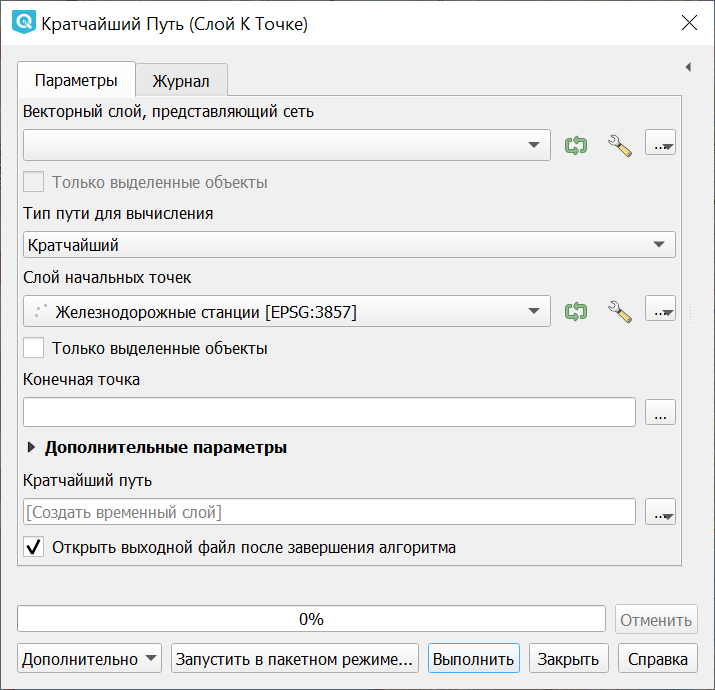 Кратчайший Путь (Слой К Точке)
Параметры
Журнал
Векторный слой, представляющий сеть
...
Только выделенные объекты
Тип пути для вычисления
Кратчайший
Слой начальных точек
Железнодорожные станции [EPSG:3857]
...
Только выделенные объекты
Конечная точка
...
Дополнительные параметры
Кратчайший путь
[Создать временный слой]
...
Открыть выходной файл после завершения алгоритма
0%
Отменить
Дополнительно
Запустить в пакетном режиме...
Выполнить
Закрыть
Справка